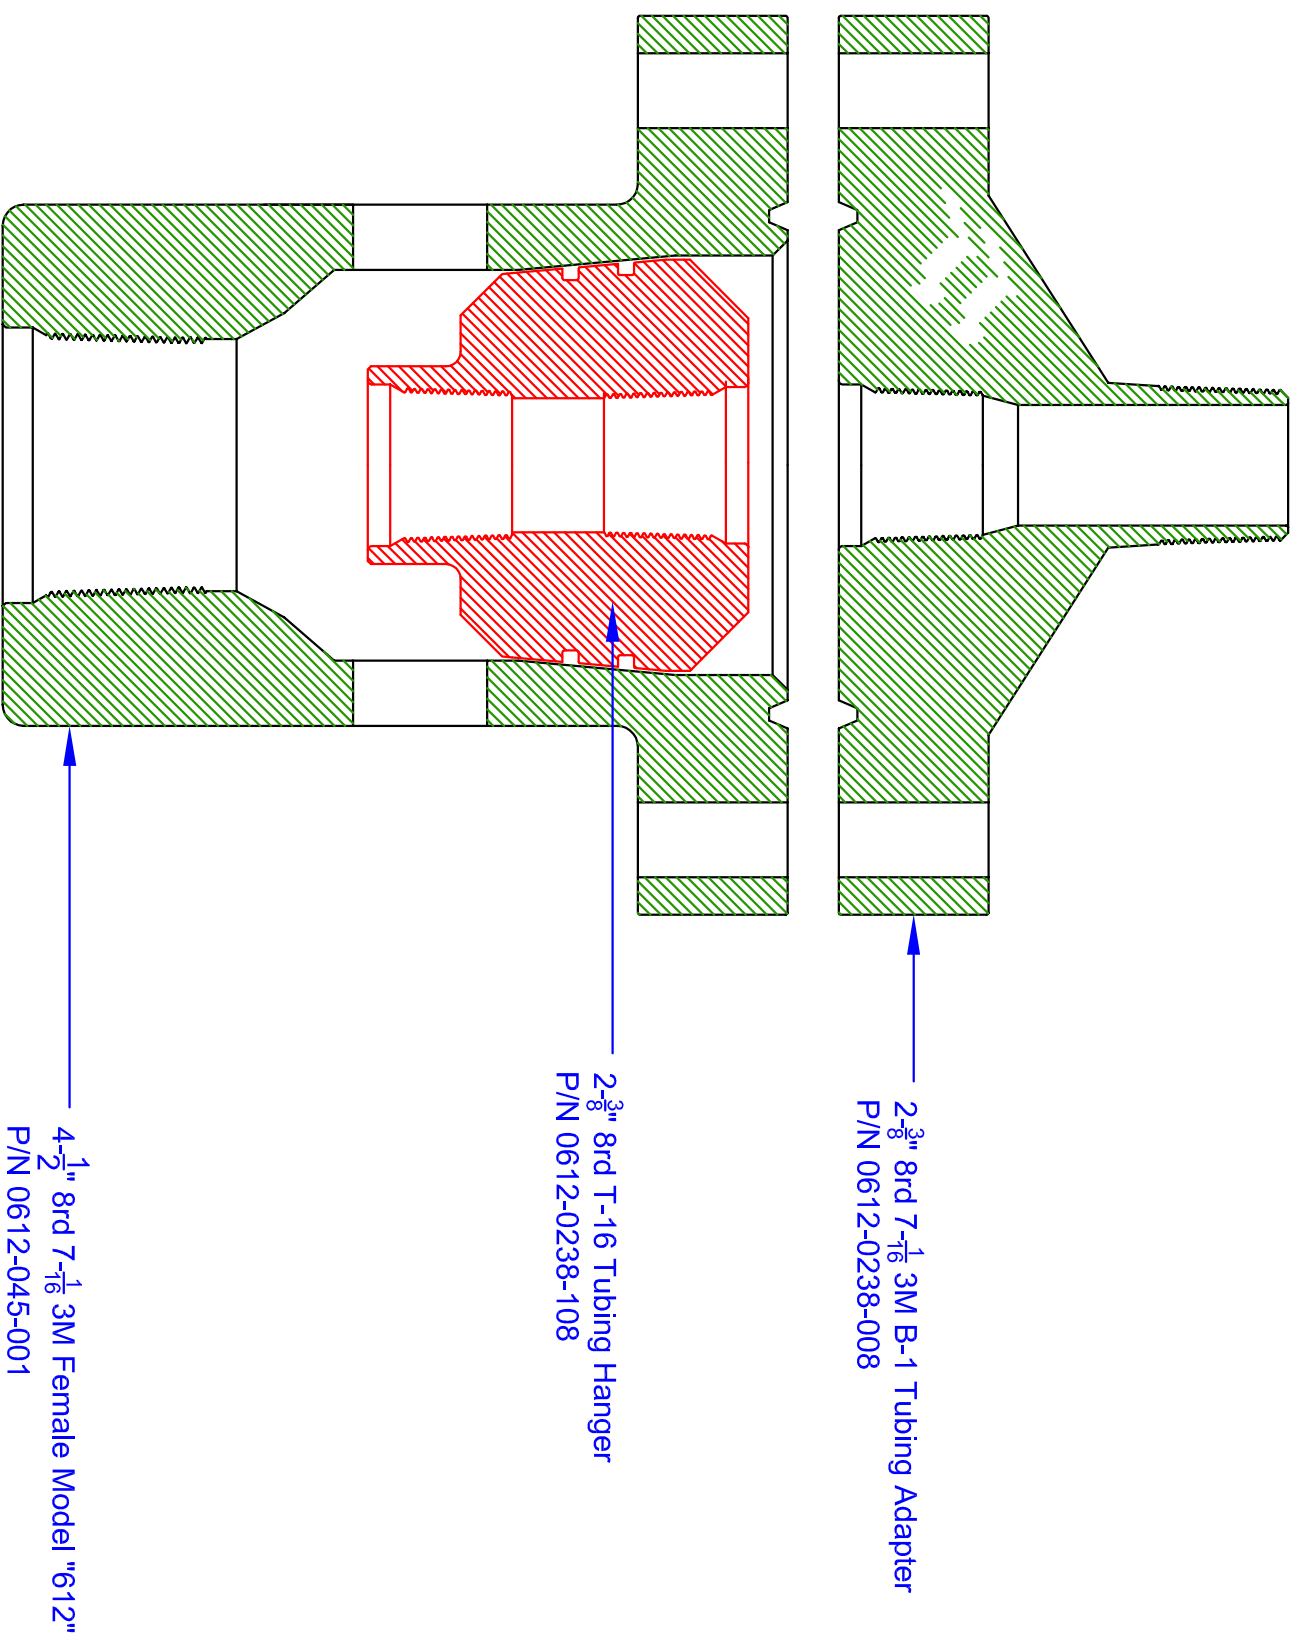 2-3/8" 8rd 7-1/16 3M B-1 Tubing Adapter
P/N 0612-0238-008
2-3/8" 8rd T-16 Tubing Hanger
P/N 0612-0238-108
4-1/2" 8rd 7-1/16 3M Female Model "612"
P/N 0612-045-001